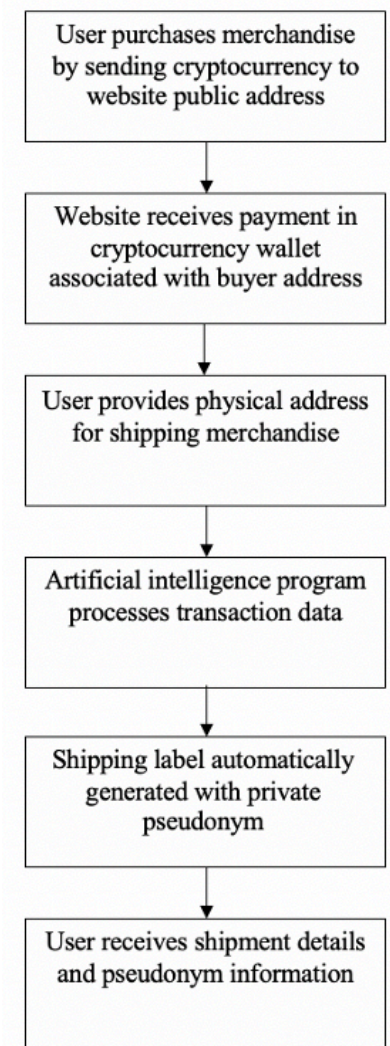 User purchases merchandise
by sending cryptocurrency to
website public address
Website receives payment in
cryptocurrency wallet
associated with buyer address
User provides physical address
for shipping merchandise
Artificial intelligence program
processes transaction data
Shipping label automatically
generated with private
pseudonym
User receives shipment details
and pseudonym information